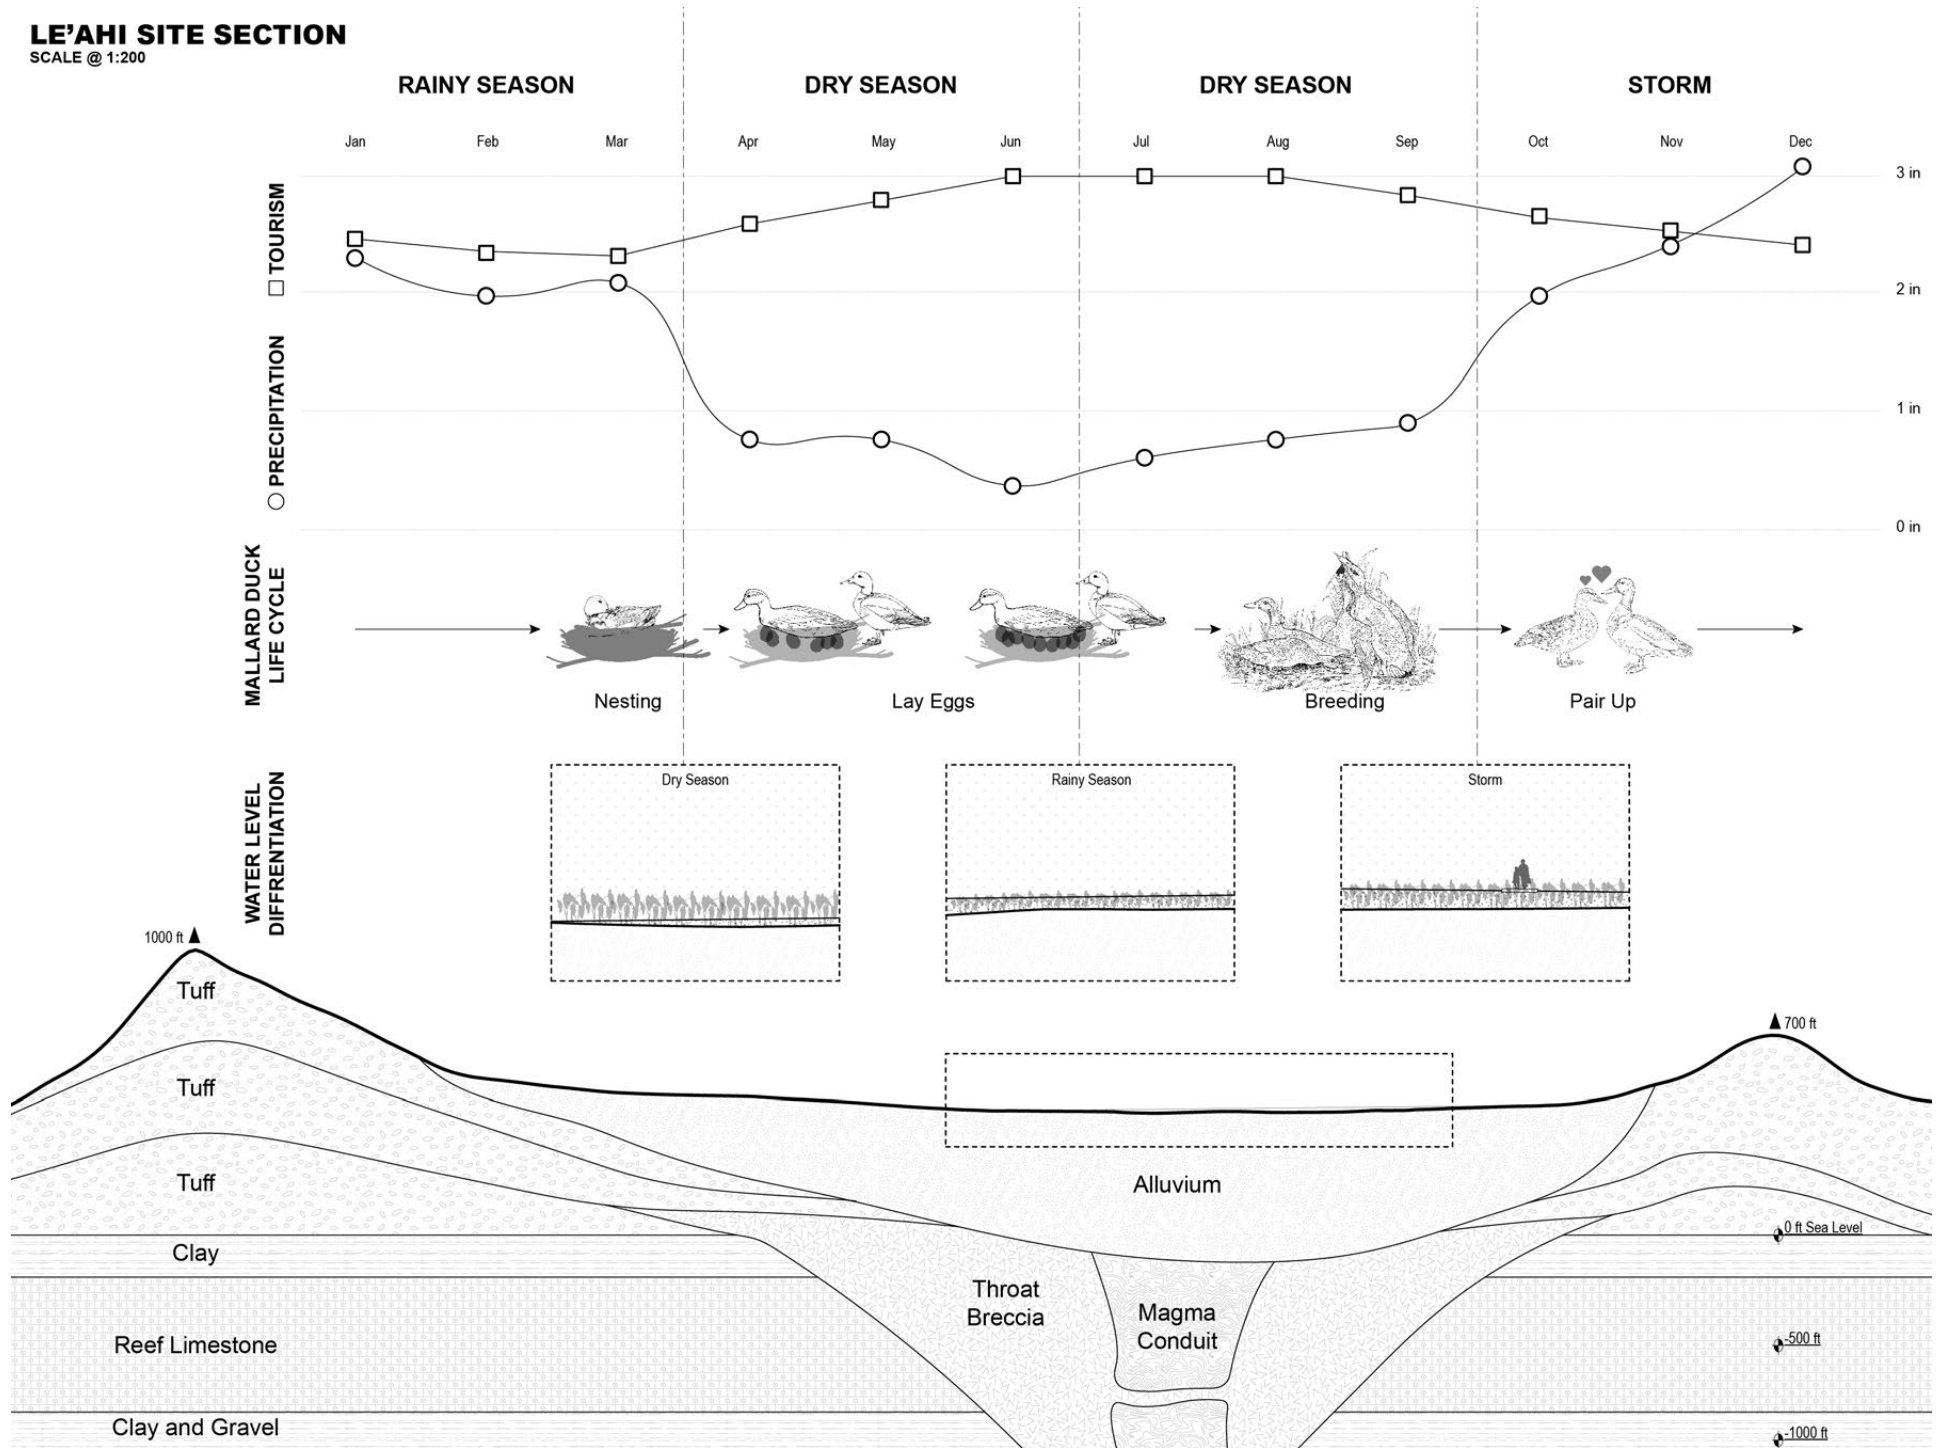 LE'AHI SITE SECTION
SCALE @ 1:200
RAINY SEASON
DRY SEASON
DRY SEASON
STORM
Jan
Feb
Mar
Apr
May
Jun
Jul
Aug
Sep
Oct
Nov
Dec
3 in
2 in
1 in
0 in
TOURISM
PRECIPITATION
MALLARD DUCK
LIFE CYCLE
Nesting
Lay Eggs
Breeding
Pair Up
WATER LEVEL
DIFFRENTIATION
Dry Season
Rainy Season
Storm
1000 ft
700 ft
Tuff
Tuff
Tuff
Alluvium
0 ft Sea Level
Clay
Throat
Breccia
Magma
Conduit
Reef Limestone
-500 ft
Clay and Gravel
-1000 ft